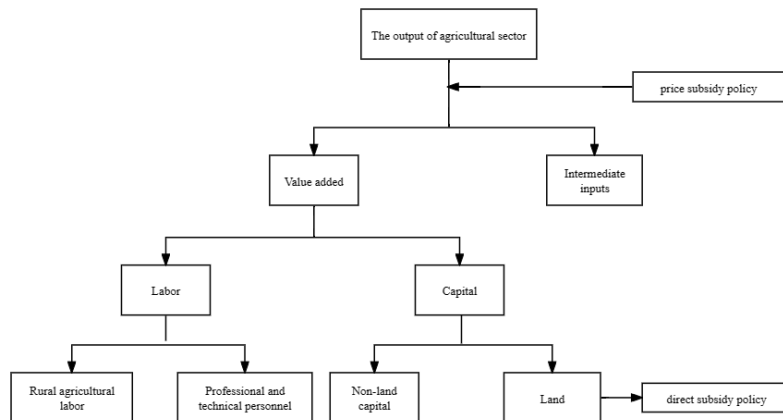 The output of agricultural sector
price subsidy policy
Value added
Intermediate
inputs
Labor
Capital
Rural agricultural
labor
Professional and
technical personnel
Non-land
capital
Land
direct subsidy policy